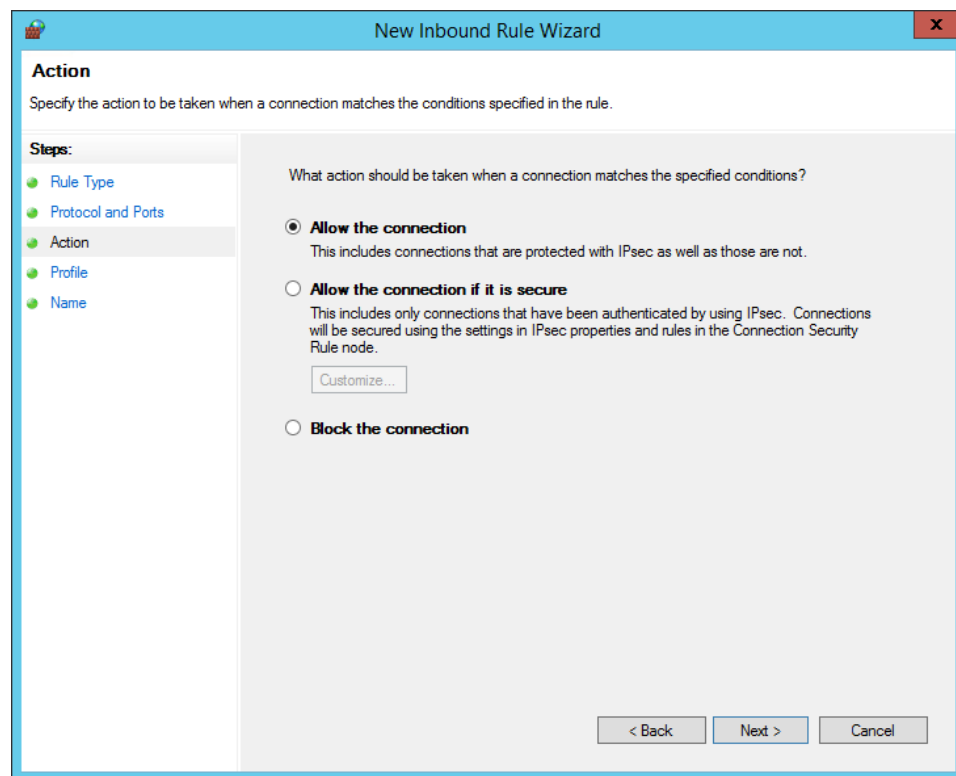 New Inbound Rule Wizard
x
Action
Specify the action to be taken when a connection matches the conditions specified in the rule.
Steps:
Rule Type
Protocol and Ports
Action
Profile
Name
What action should be taken when a connection matches the specified conditions?
Allow the connection
This includes connections that are protected with IPsec as well as those are not.
Allow the connection if it is secure
This includes only connections that have been authenticated by using IPsec. Connections
will be secured using the settings in IPsec properties and rules in the Connection Security
Rule node.
Customize...
Block the connection
< Back
Next >
Cancel